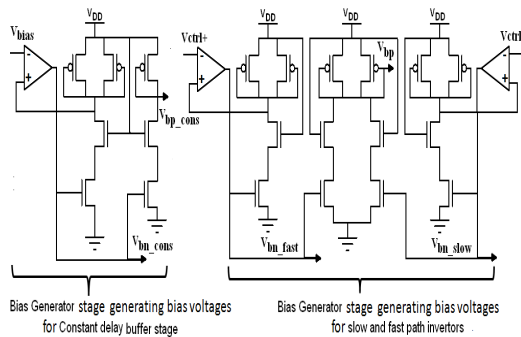 VDD
VDD
VDD
VDD
Vbias
Vctrl+
Vbp
Vctrl
-
+
-
+
-
+
Vbp_cons
Vbn_cons
Vbn_fast
Vbn_slow
Bias Generator stage generating bias voltages
for Constant delay buffer stage
Bias Generator stage generating bias voltages
for slow and fast path invertors